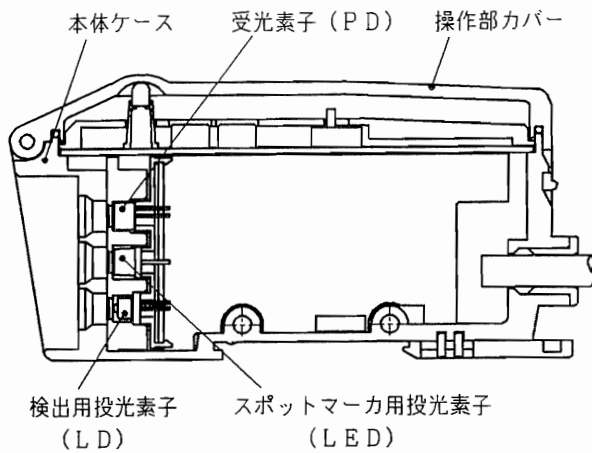 本体ケース
受光素子(PD)
操作部カバー
検出用投光素子
(LD)
スポットマーカ用投光素子
(LED)